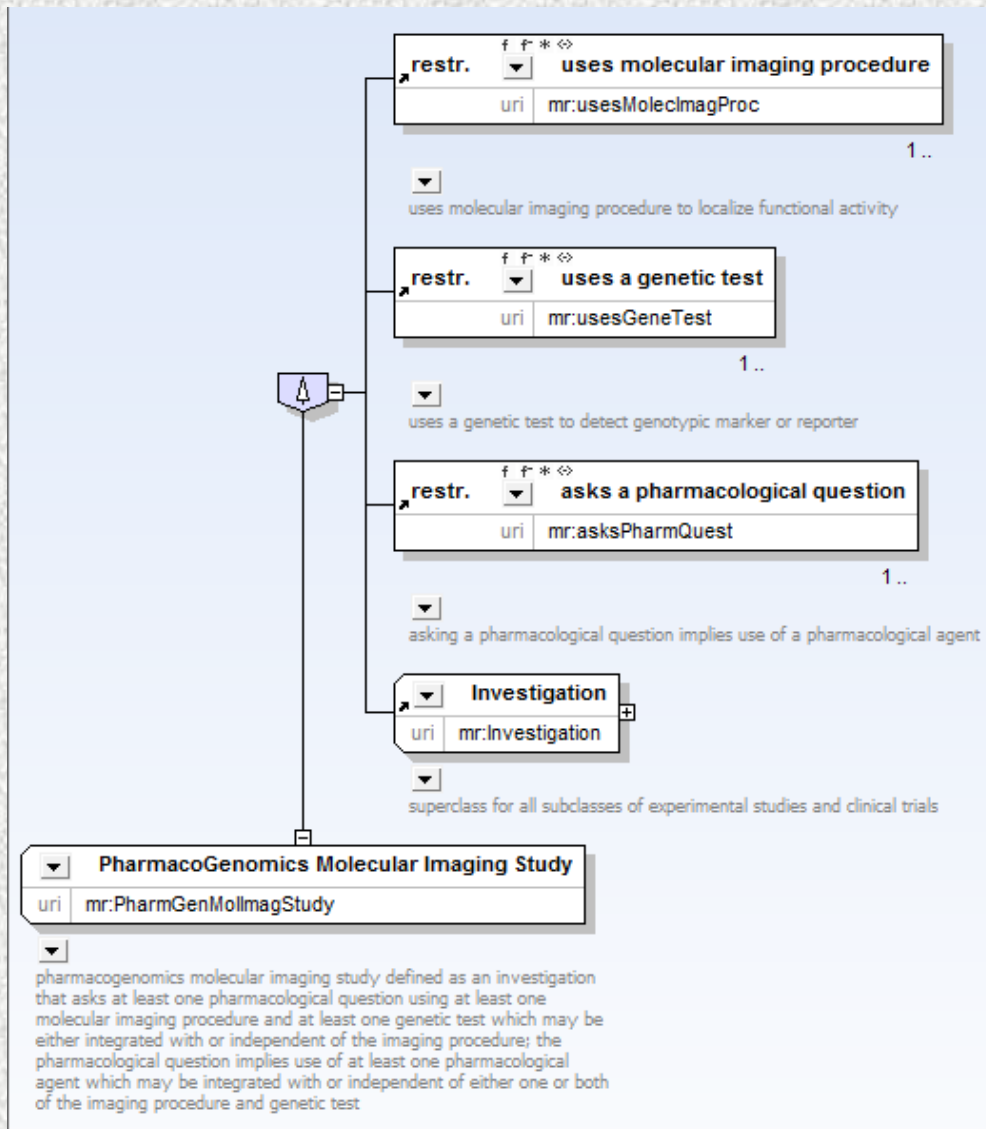 f f- * <>
restr. uses molecular imaging procedure
uri mr:usesMolecImagProc
1 ..
uses molecular imaging procedure to localize functional activity
f f- * <>
restr. uses a genetic test
uri mr:usesGeneTest
1 ..
uses a genetic test to detect genotypic marker or reporter
f f- * <>
restr. asks a pharmacological question
uri mr:asksPharmQuest
1 ..
asking a pharmacological question implies use of a pharmacological agent
Investigation
uri mr:Investigation
superclass for all subclasses of experimental studies and clinical trials
PharmacoGenomics Molecular Imaging Study
uri mr:PharmGenMolImagStudy
pharmacogenomics molecular imaging study defined as an investigation
that asks at least one pharmacological question using at least one
molecular imaging procedure and at least one genetic test which may be
either integrated with or independent of the imaging procedure; the
pharmacological question implies use of at least one pharmacological
agent which may be integrated with or independent of either one or both
of the imaging procedure and genetic test